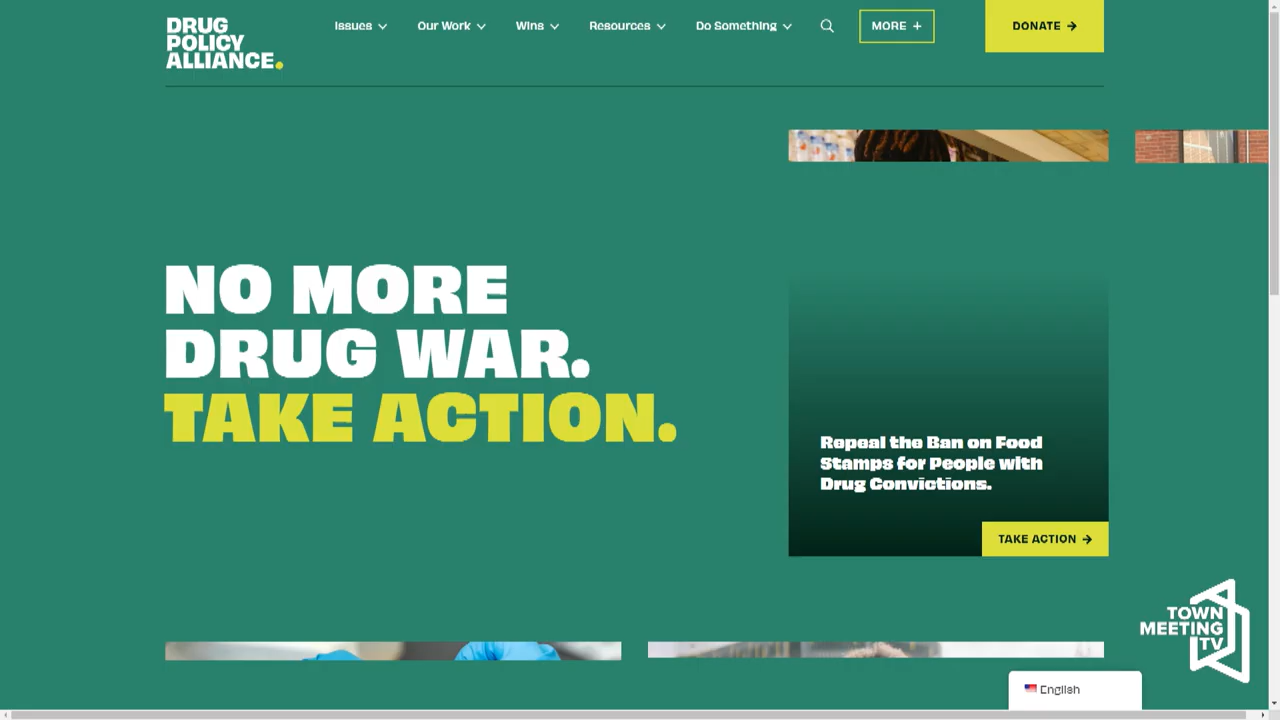 DRUG
POLICY
ALLIANCE.
Issues
Our Work
Wins
Resources
Do Something
MORE +
DONATE →
NO MORE
DRUG WAR.
TAKE ACTION.
Repeal the Ban on Food
Stamps for People with
Drug Convictions.
TAKE ACTION →
TOWN
MEETING
TV
English